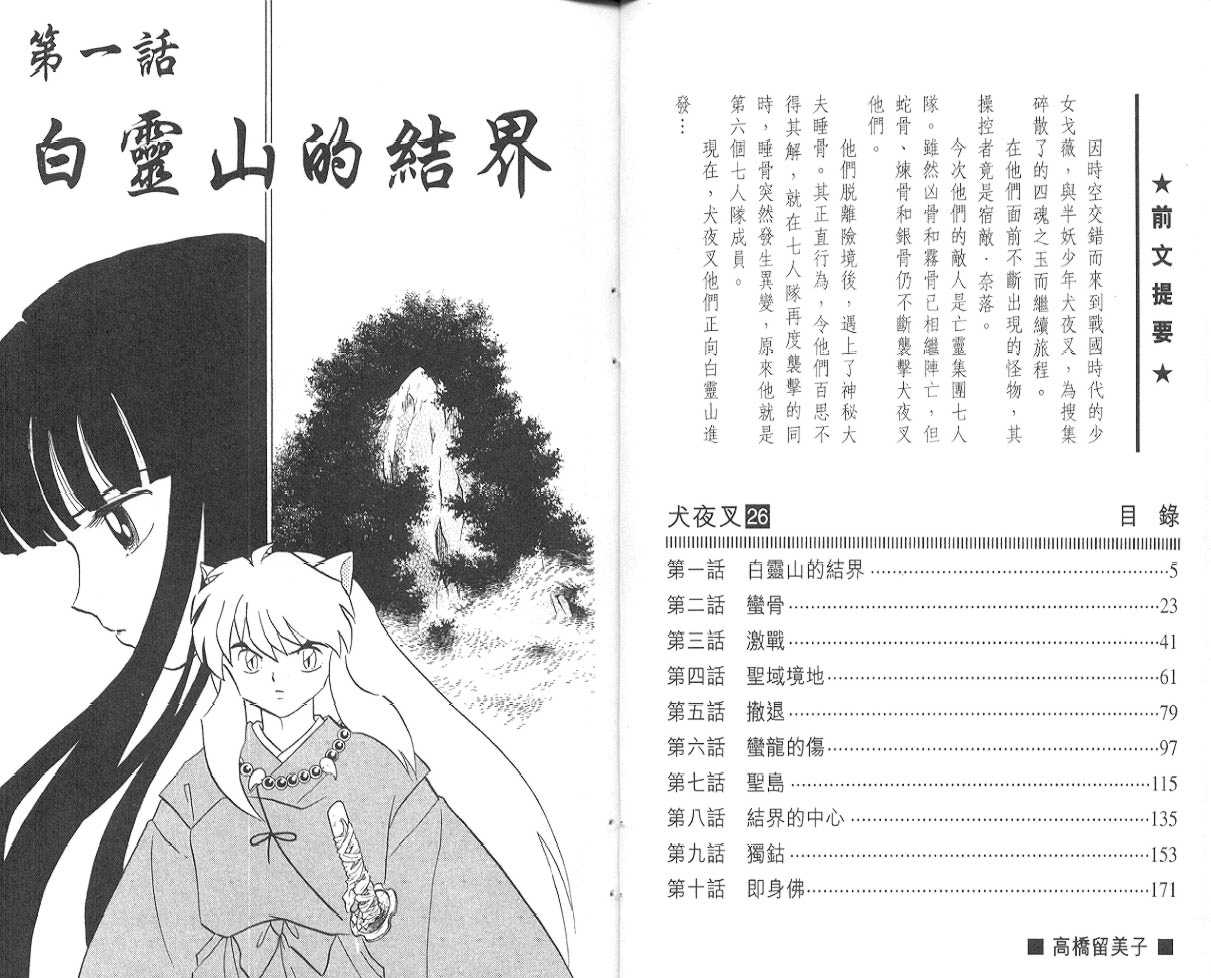 ★前文提要★
因時空交錯而來到戰國時代的少
女戈薇，與半妖少年犬夜叉，為搜集
碎散了的四魂之玉而繼續旅程。
在他們面前不斷出現的怪物，其
操控者竟是宿敵．奈落。
今次他們的敵人是亡靈集團七人
隊。雖然凶骨和霧骨已相繼陣亡，但
蛇骨、煉骨和銀骨仍不斷襲擊犬夜叉
他們。
他們脫離險境後，遇上了神秘大
夫睡骨。其正直行為，令他們百思不
得其解，就在七人隊再度襲擊的同
時，睡骨突然發生異變，原來他就是
第六個七人隊成員。
現在，犬夜叉他們正向白靈山進
發…
犬夜叉26 目 錄
第一話 白靈山的結界……5
第二話 蠻骨……23
第三話 激戰……41
第四話 聖域境地……61
第五話 撤退……79
第六話 蠻龍的傷……97
第七話 聖島……115
第八話 結界的中心……135
第九話 獨鈷……153
第十話 即身佛……171
■ 高橋留美子 ■
第一話
白靈山的結界